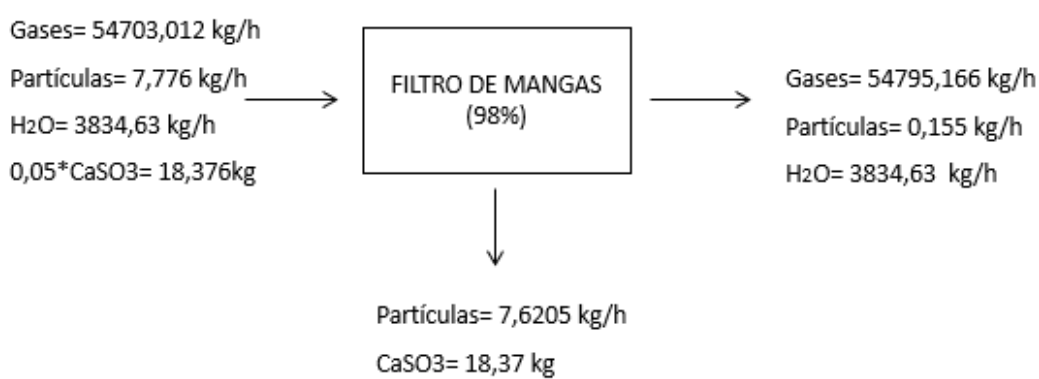 Gases= 54703,012 kg/h
Partículas= 7,776 kg/h
H2O= 3834,63 kg/h
0,05*CaSO3= 18,376kg
FILTRO DE MANGAS
(98%)
Gases= 54795,166 kg/h
Partículas= 0,155 kg/h
H2O= 3834,63 kg/h
Partículas= 7,6205 kg/h
CaSO3= 18,37 kg